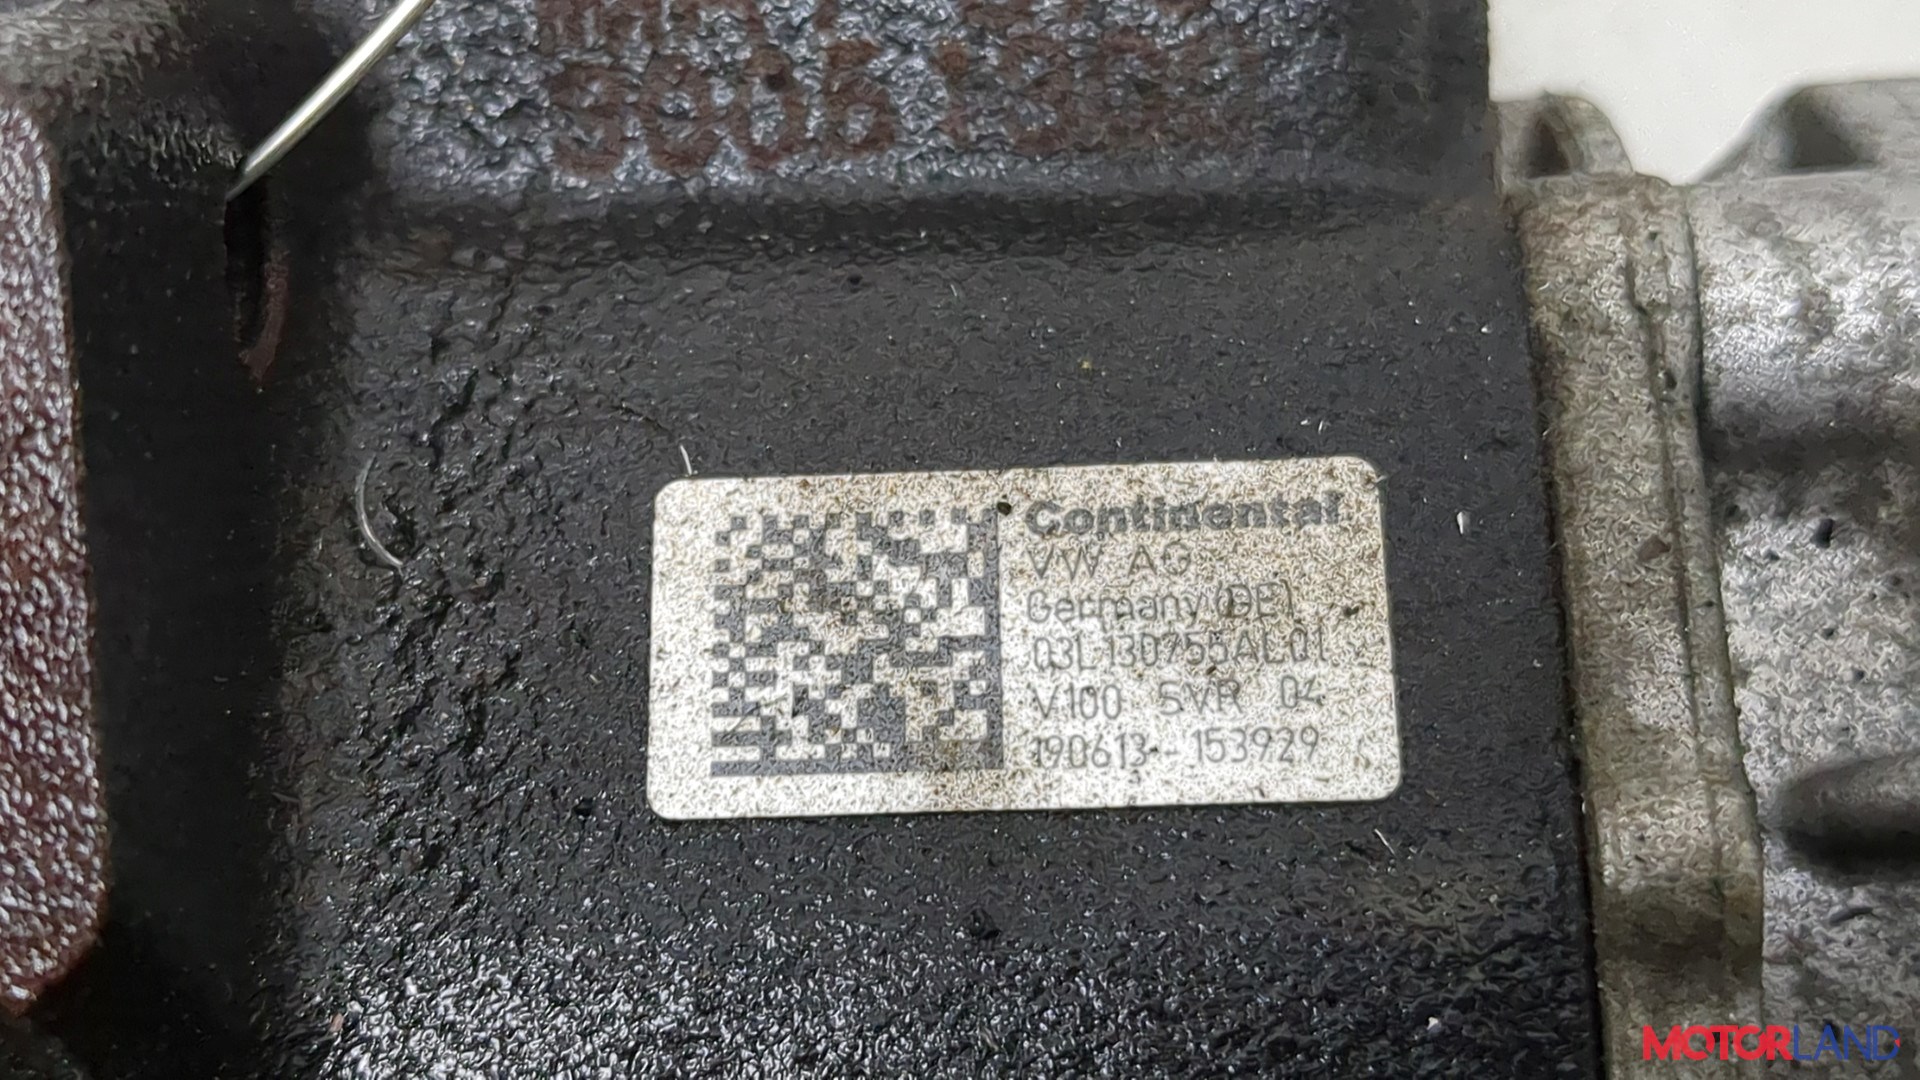 Continental
VW AG
Germany (DE)
03L130755AL01
V100 SVR 04
190613-153929
MOTORLAND